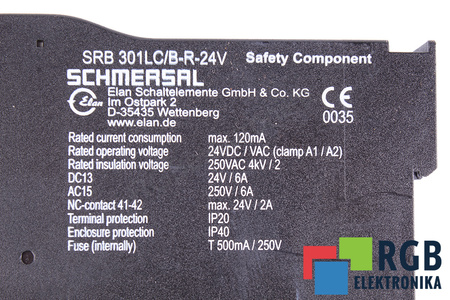 SRB 301LC/B-R-24V Safety Component
SCHMERSAL
Elan Schaltelemente GmbH & Co. KG
Elan Im Ostpark 2
D-35435 Wettenberg
www.elan.de
CE
0035
Rated current consumption max. 120mA
Rated operating voltage 24VDC / VAC (clamp A1 / A2)
Rated insulation voltage 250VAC 4kV / 2
DC13 24V / 6A
AC15 250V / 6A
NC-contact 41-42 max. 24V / 2A
Terminal protection IP20
Enclosure protection IP40
Fuse (internally) T 500mA / 250V
RGB
ELEKTRONIKA